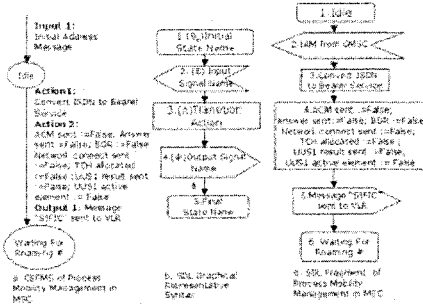 Input 1:
Initial Address
Message
Idle
Action1:
Convert ISDN to Bearer
Service
Action 2:
ACM sent :=False, Answer
sent =False; BOR :=False
Network connect sent
:=False; TCH allocated
:=False; UUS1 result sent
:=False; UUS1 active
element := False
Output 1: Message
"SIFIC" sent to VLR
Waiting For
Roaming #
a. CEFMS of Process
Mobility Management in
MSC
Initial
State Name
Input
Signal Name
Transition
Action
Output Signal
Name
5.Final
State Name
b. SDL Graphical
Representative
Syntax
1.Idle
2.IAM from GMSC
3.Convert ISDN
to Bearer Service
4.ACM sent :=False;
Answer sent:=False; BOR :=False
Network connect :=False;
TCH allocated :=False;
UUS1 result sent :=False,
UUS1 active element := False
5.Message "SIFIC"
sent to VLR
6. Waiting For
Roaming #
SDL Fragment of
Process Mobility
Management in MSC